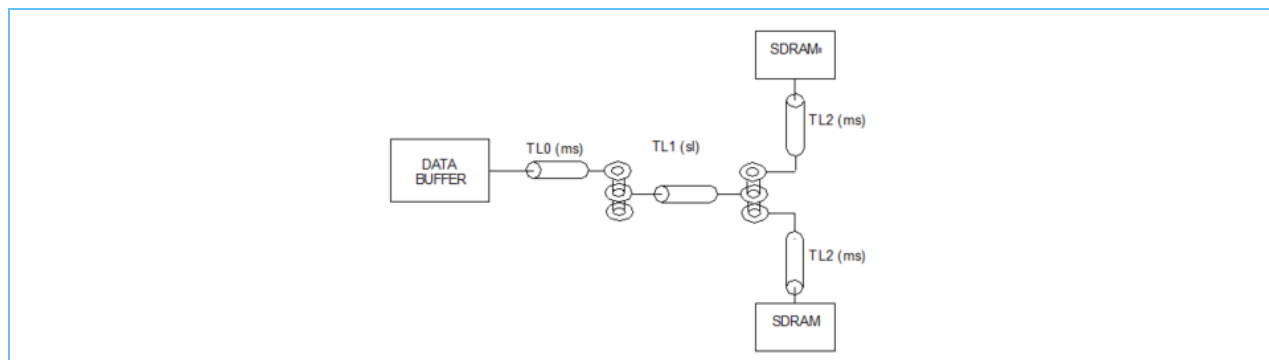 SDRAM
TL2 (ms)
TL0 (ms)
TL1 (sl)
DATA
BUFFER
TL2 (ms)
SDRAM